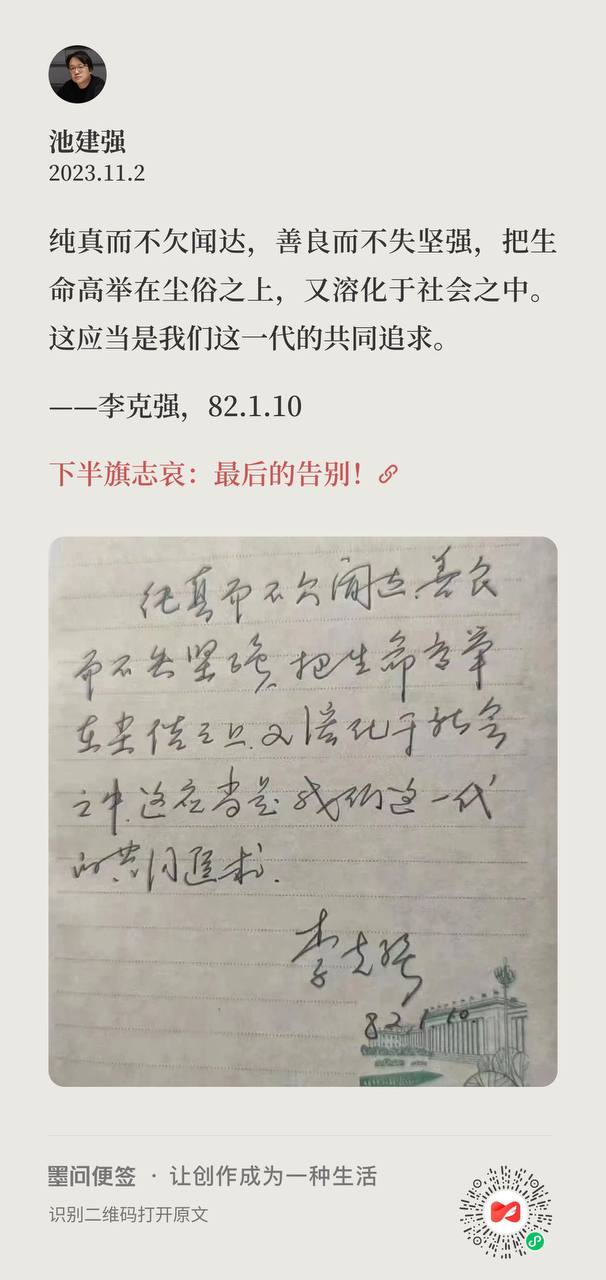 池建强
2023.11.2
纯真而不欠闻达，善良而不失坚强，把生
命高举在尘俗之上，又溶化于社会之中。
这应当是我们这一代的共同追求。
——李克强，82.1.10
下半旗志哀：最后的告别！
纯真而不欠闻达.善良
而不失坚强.把生命高举
在尘俗之上.又溶化于社会
之中.这应当是我们这一代
的共同追求.
李克强
82.1.10
墨问便签 · 让创作成为一种生活
识别二维码打开原文